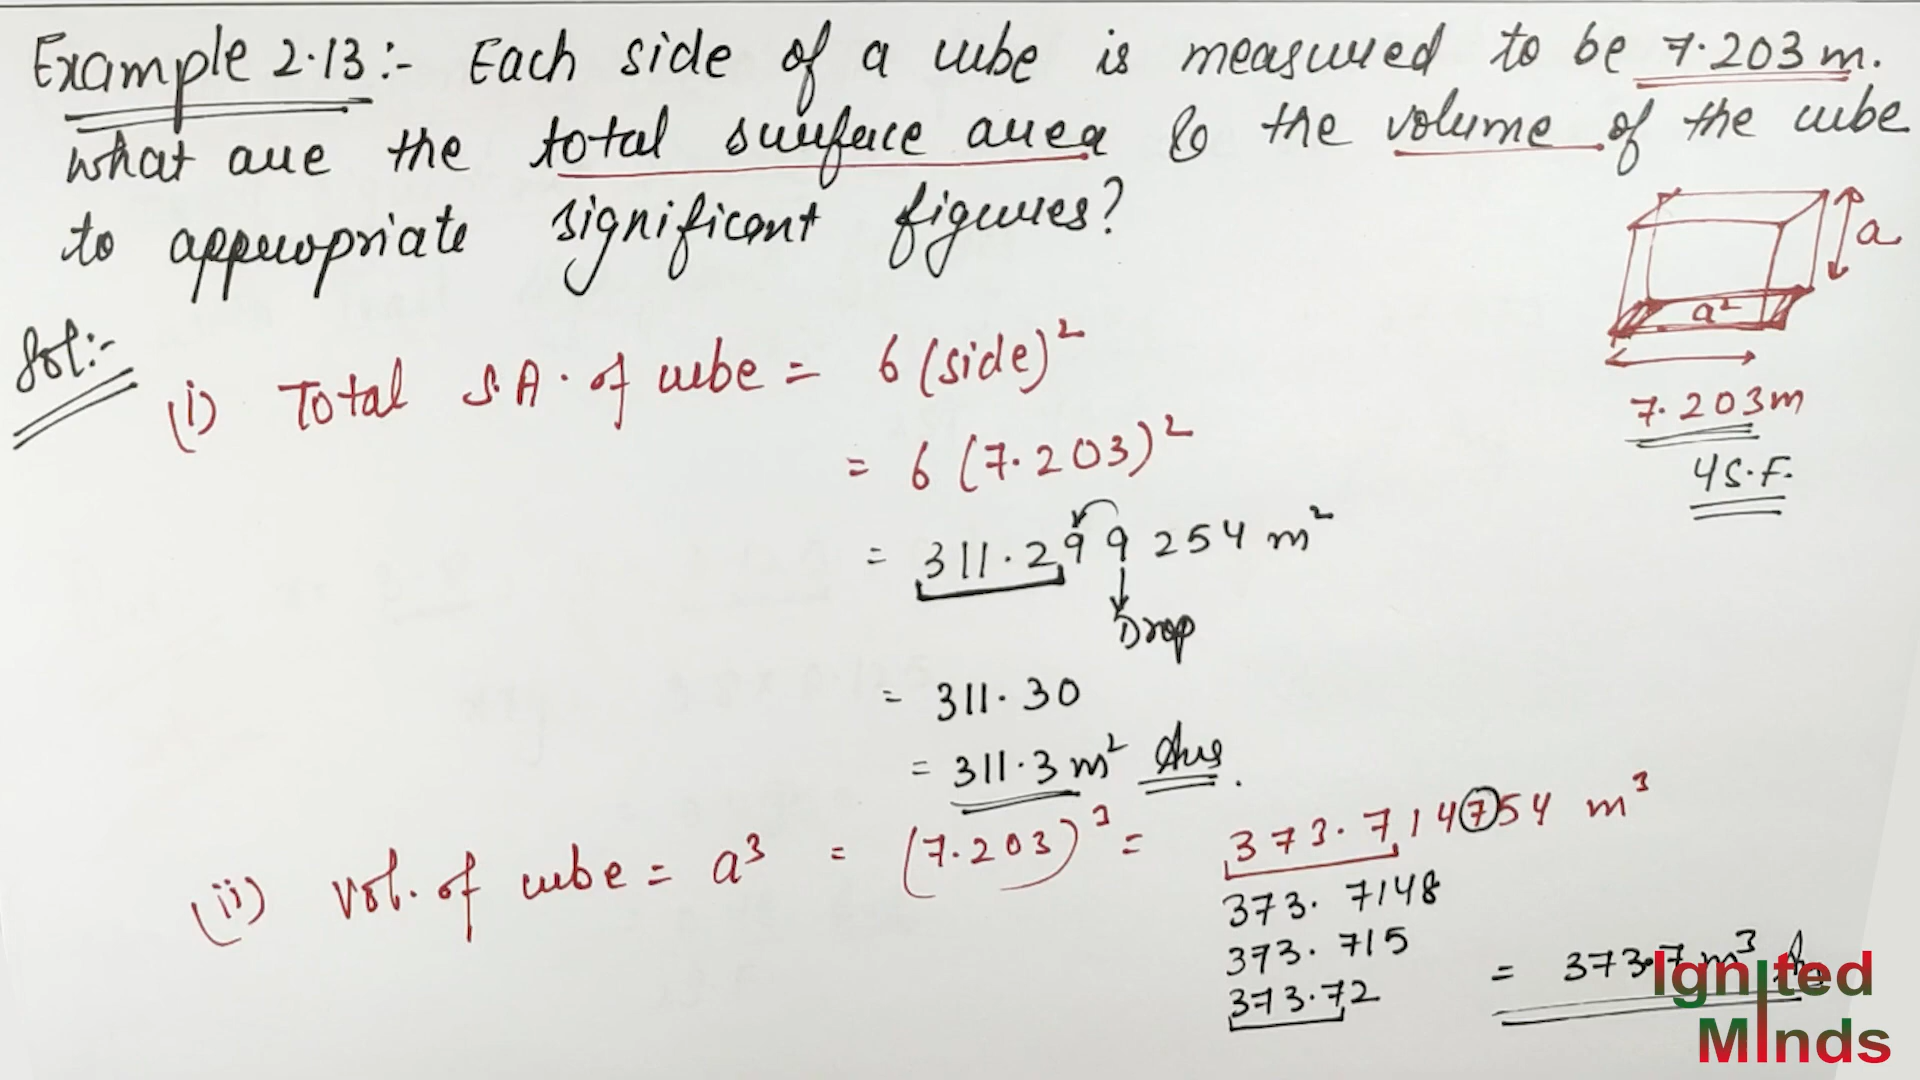 Example 2.13:- Each side of a cube is measured to be 7.203 m.
what are the total surface area & the volume of the cube
to appropriate significant figures?
a
a²
7.203m
4 S.F.
Sol:-
(i) Total S.A. of cube = 6 (side)²
= 6 (7.203)²
= 311.299254 m²
Drop
= 311.30
= 311.3 m² Ans.
(ii) Vol. of cube = a³ = (7.203)³ = 373.714754 m³
373.7148
373.715
373.72 = 373.7 m³
Ignited
Minds